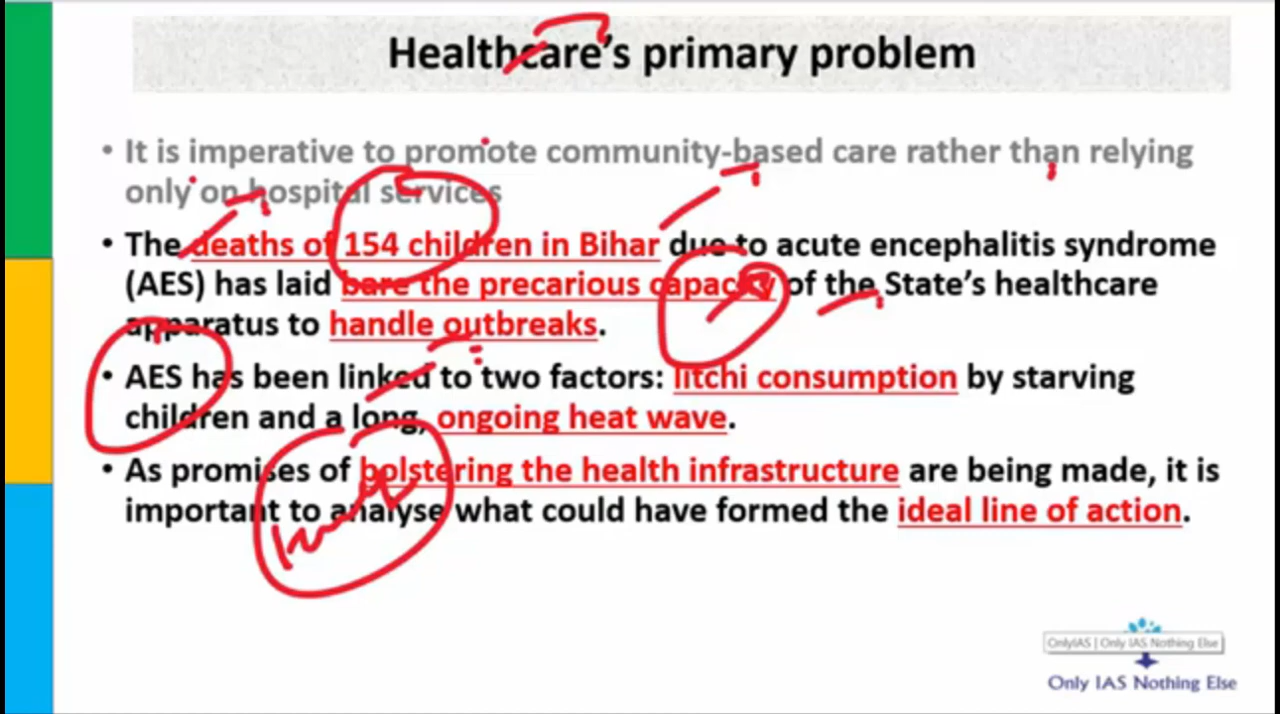 Healthcare's primary problem
• It is imperative to promote community-based care rather than relying
only on hospital services
• The deaths of 154 children in Bihar due to acute encephalitis syndrome
(AES) has laid bare the precarious capacity of the State's healthcare
apparatus to handle outbreaks.
• AES has been linked to two factors: litchi consumption by starving
children and a long, ongoing heat wave.
• As promises of bolstering the health infrastructure are being made, it is
important to analyse what could have formed the ideal line of action.
OnlyIAS | Only IAS Nothing Else
Only IAS Nothing Else